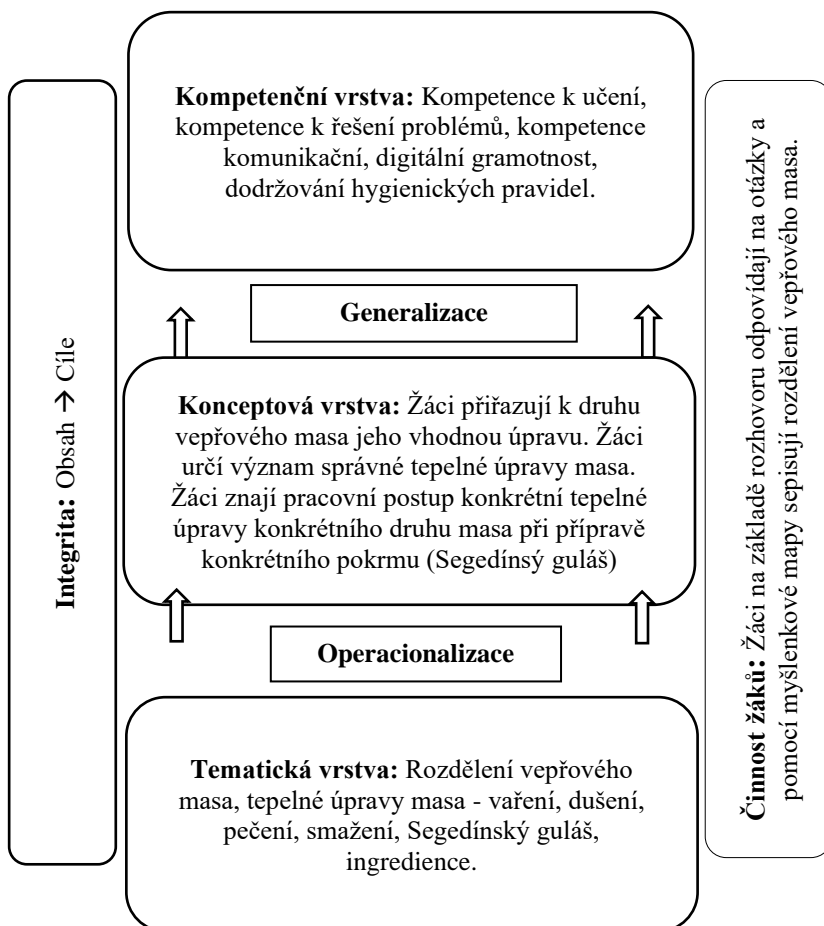 Integrita: Obsah → Cíle
Kompetenční vrstva: Kompetence k učení,
kompetence k řešení problémů, kompetence
komunikační, digitální gramotnost,
dodržování hygienických pravidel.
Generalizace
Konceptová vrstva: Žáci přiřazují k druhu
vepřového masa jeho vhodnou úpravu. Žáci
určí význam správné tepelné úpravy masa.
Žáci znají pracovní postup konkrétní tepelné
úpravy konkrétního druhu masa při přípravě
konkrétního pokrmu (Segedínsý guláš)
Operacionalizace
Tematická vrstva: Rozdělení vepřového
masa, tepelné úpravy masa - vaření, dušení,
pečení, smažení, Segedínský guláš,
ingredience.
Činnost žáků: Žáci na základě rozhovoru odpovídají na otázky a
pomocí myšlenkové mapy sepisují rozdělení vepřového masa.